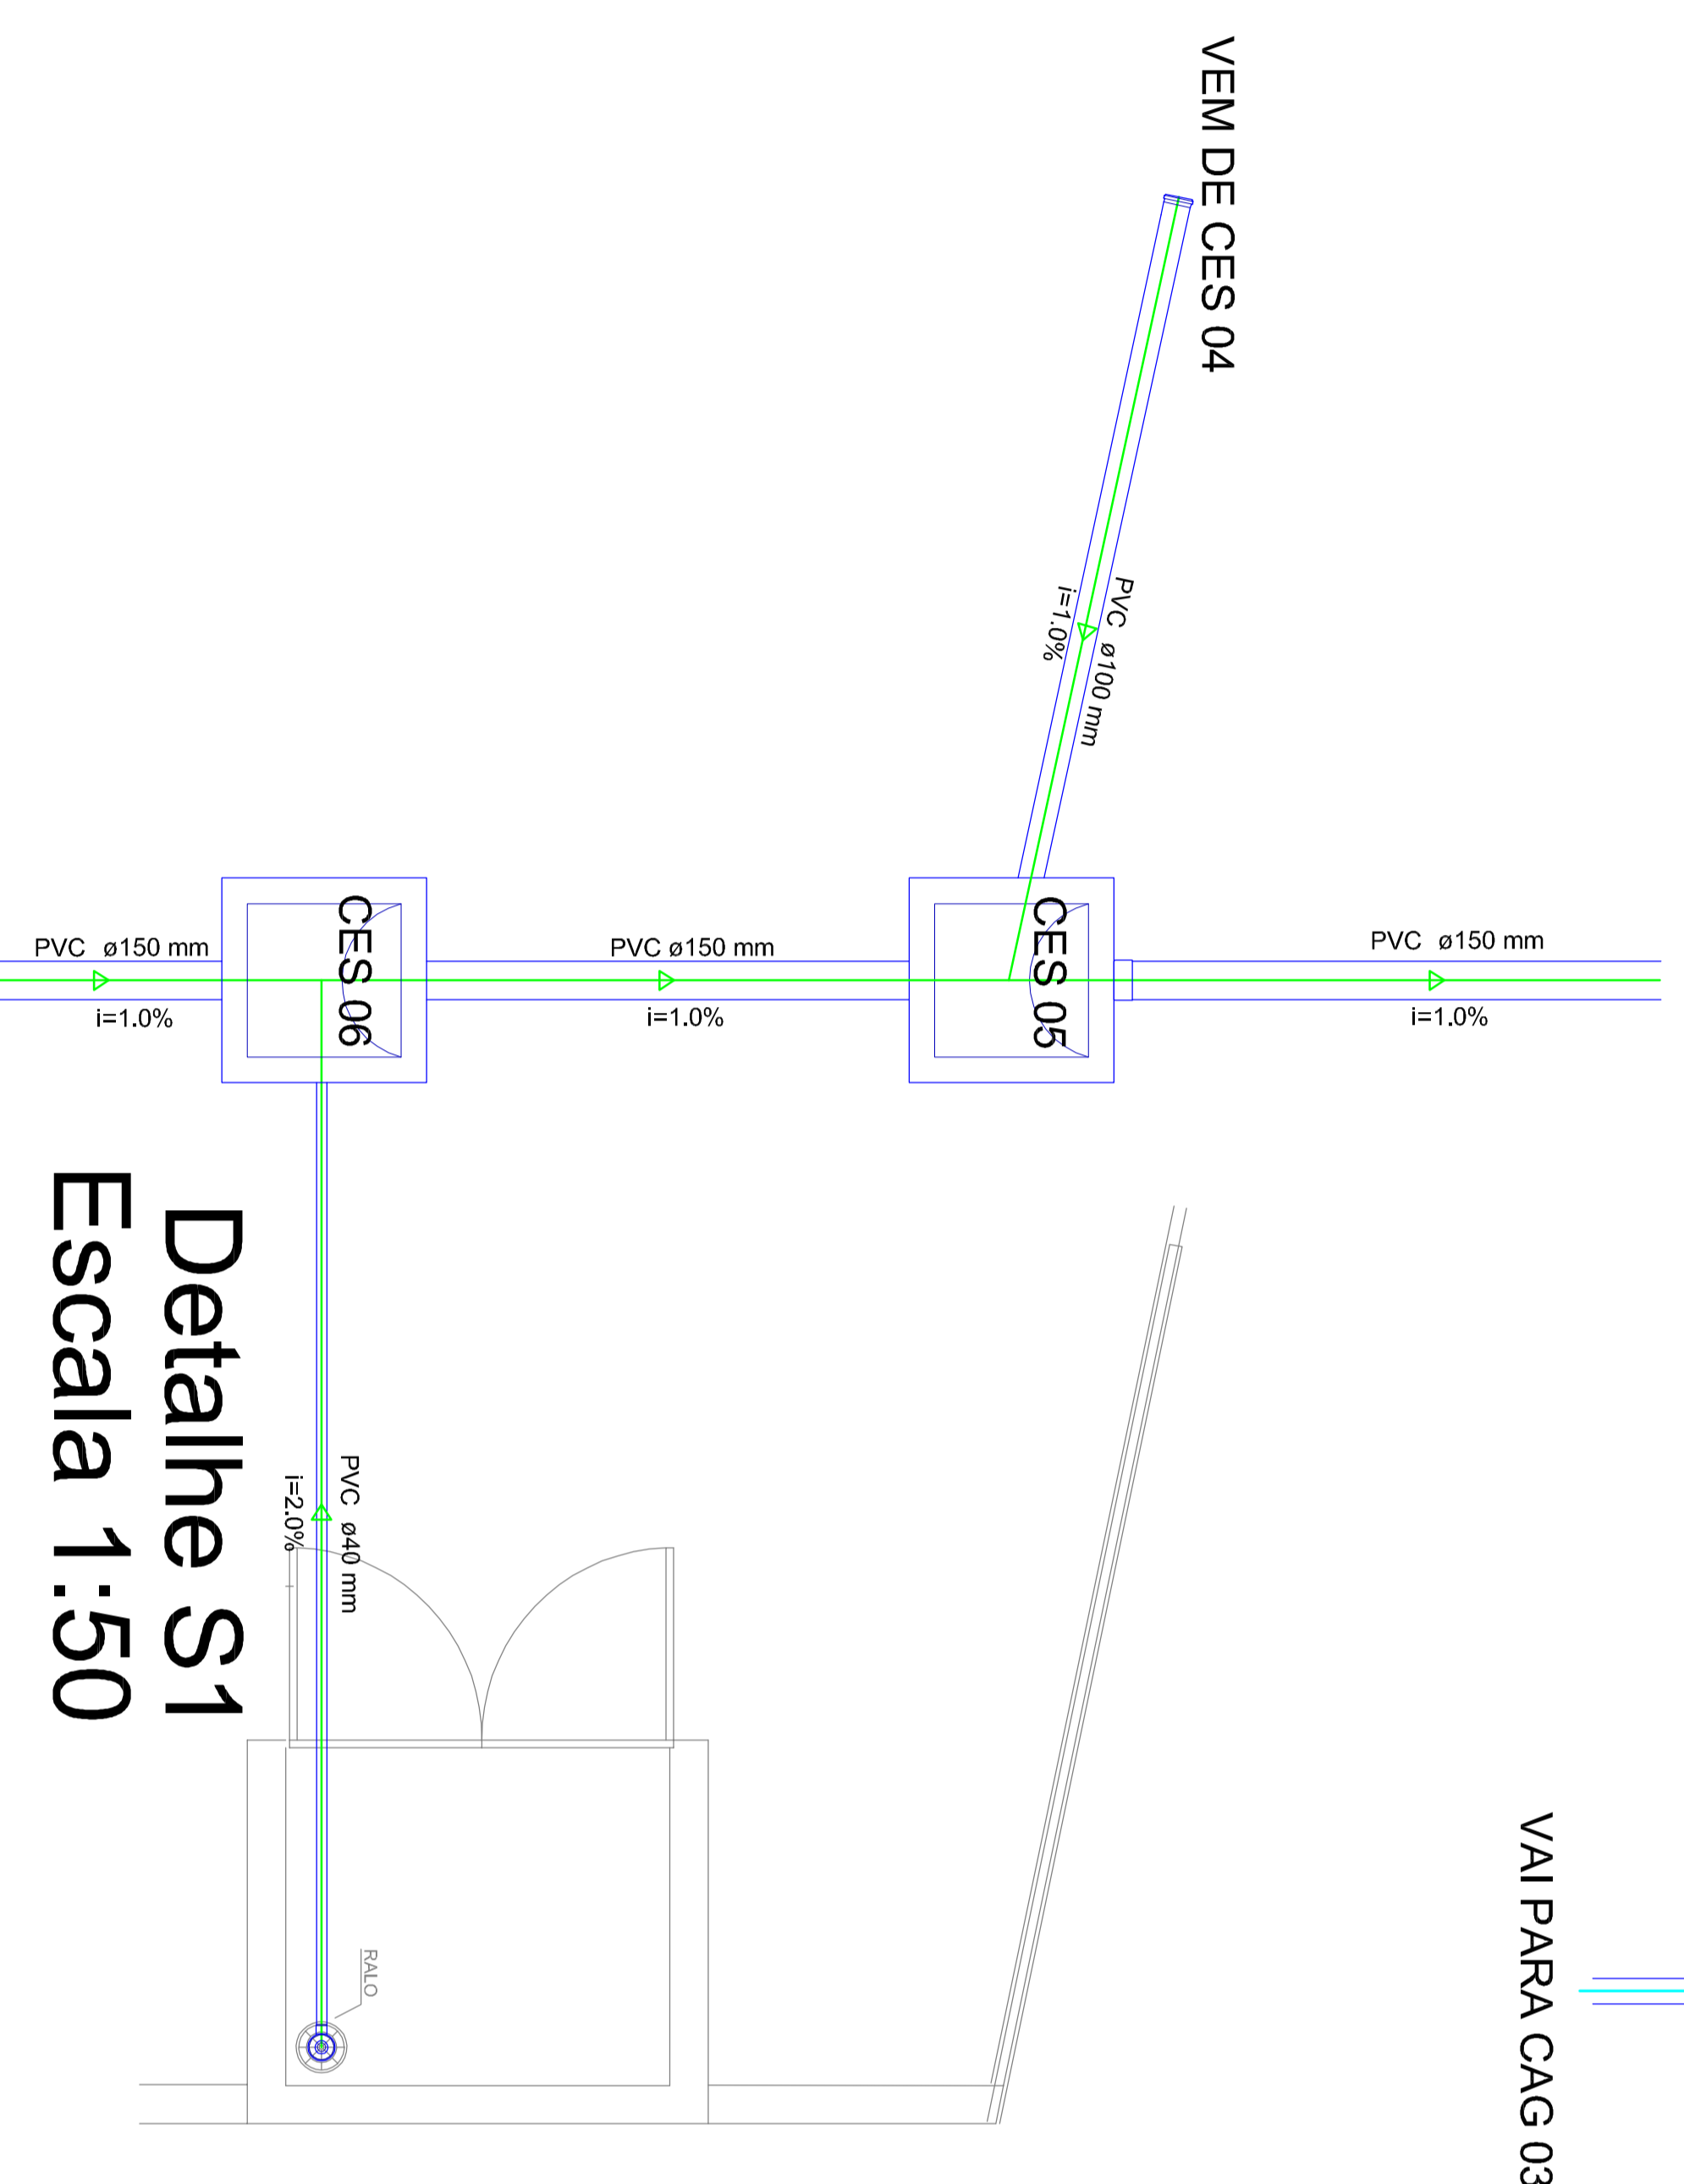 VEM DE CES 04
PVC ø100 mm
i=1.0%
CES 06
CES 05
PVC ø150 mm
i=1.0%
PVC ø150 mm
i=1.0%
PVC ø150 mm
i=1.0%
PVC ø40 mm
i=2.0%
Detalhe S1
Escala 1:50
RALO
VAI PARA CAG 03